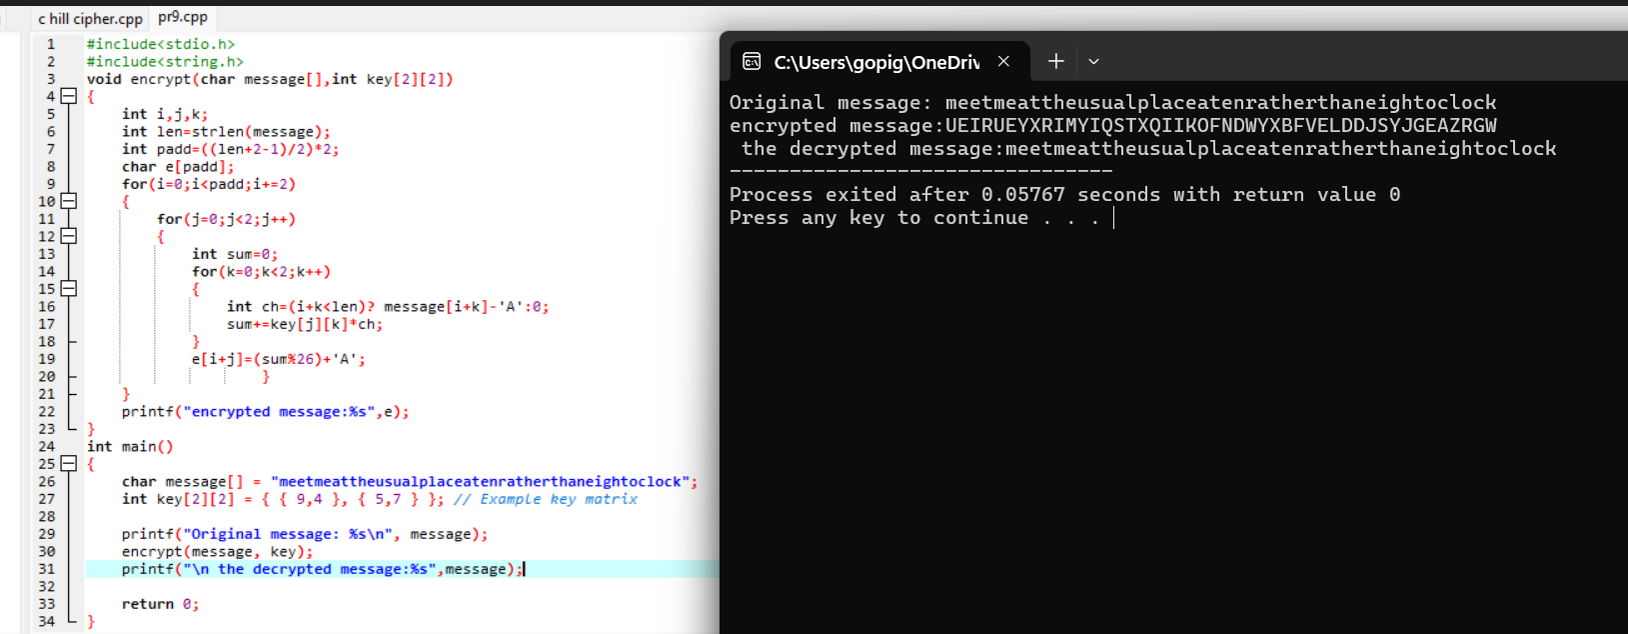 c hill cipher.cpp pr9.cpp
1 #include<stdio.h>
2 #include<string.h>
3 void encrypt(char message[],int key[2][2])
4 {
5 int i,j,k;
6 int len=strlen(message);
7 int padd=((len+2-1)/2)*2;
8 char e[padd];
9 for(i=0;i<padd;i+=2)
10 {
11 for(j=0;j<2;j++)
12 {
13 int sum=0;
14 for(k=0;k<2;k++)
15 {
16 int ch=(i+k<len)? message[i+k]-'A':0;
17 sum+=key[j][k]*ch;
18 }
19 e[i+j]=(sum%26)+'A';
20 }
21 }
22 printf("encrypted message:%s",e);
23 }
24 int main()
25 {
26 char message[] = "meetmeattheusualplaceatenratherthaneightoclock";
27 int key[2][2] = { { 9,4 }, { 5,7 } }; // Example key matrix
28
29 printf("Original message: %s\n", message);
30 encrypt(message, key);
31 printf("\n the decrypted message:%s",message);
32
33 return 0;
34 }
C:\Users\gopig\OneDriv
Original message: meetmeattheusualplaceatenratherthaneightoclock
encrypted message:UEIRUEYXRIMYIQSTXQIIKOFNDWYXBFVELDDJSYJGEAZRGW
the decrypted message:meetmeattheusualplaceatenratherthaneightoclock
--------------------------------
Process exited after 0.05767 seconds with return value 0
Press any key to continue . . .